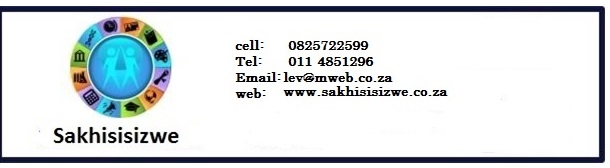 cell: 0825722599
Tel: 011 4851296
Email: lev@mweb.co.za
web: www.sakhisisizwe.co.za
Sakhisisizwe